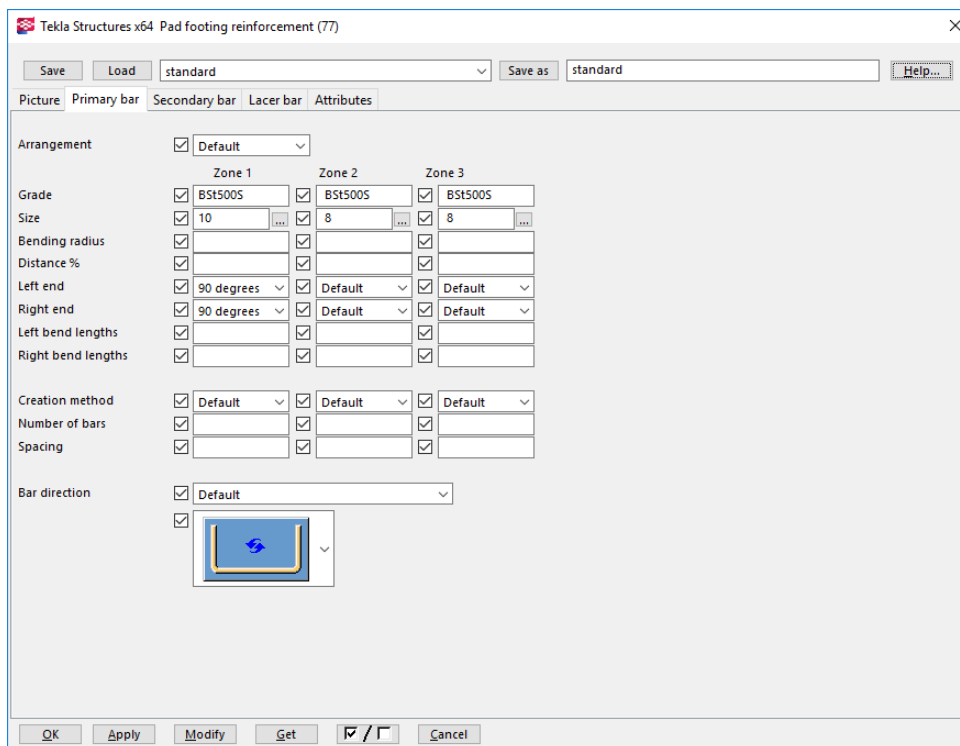 Tekla Structures x64 Pad footing reinforcement (77)
Save Load standard Save as standard Help...
Picture Primary bar Secondary bar Lacer bar Attributes
Arrangement Default
Zone 1 Zone 2 Zone 3
Grade BSt500S BSt500S BSt500S
Size 10 ... 8 ... 8 ...
Bending radius
Distance %
Left end 90 degrees Default Default
Right end 90 degrees Default Default
Left bend lengths
Right bend lengths
Creation method Default Default Default
Number of bars
Spacing
Bar direction Default
OK Apply Modify Get / Cancel